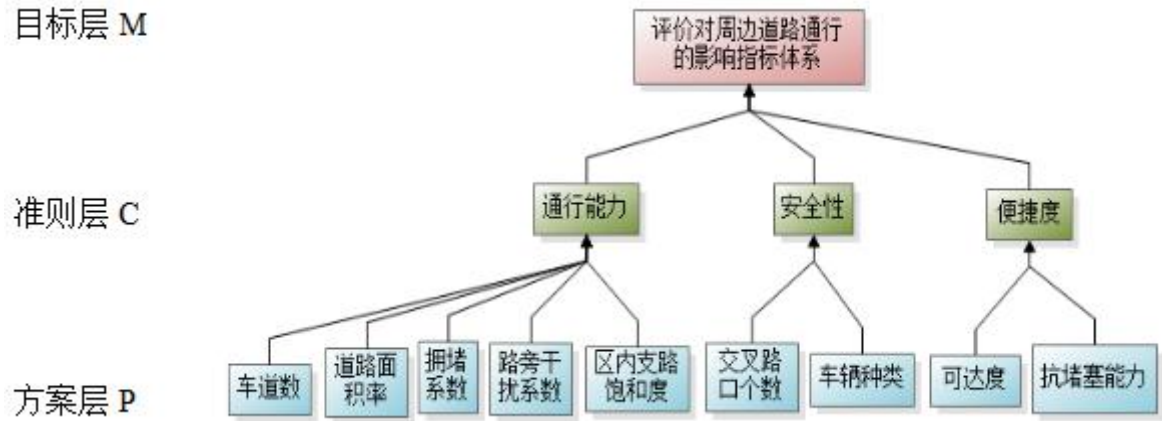 目标层 M
评价对周边道路通行
的影响指标体系
准则层 C
通行能力
安全性
便捷度
方案层 P
车道数
道路面
积率
拥堵
系数
路旁干
扰系数
区内支路
饱和度
交叉路
口个数
车辆种类
可达度
抗堵塞能力